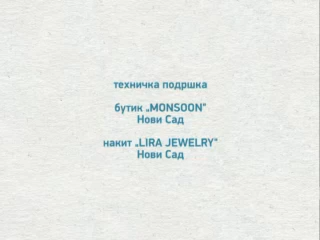 техничка подршка
бутик „MONSOON"
Нови Сад
накит „LIRA JEWELRY"
Нови Сад